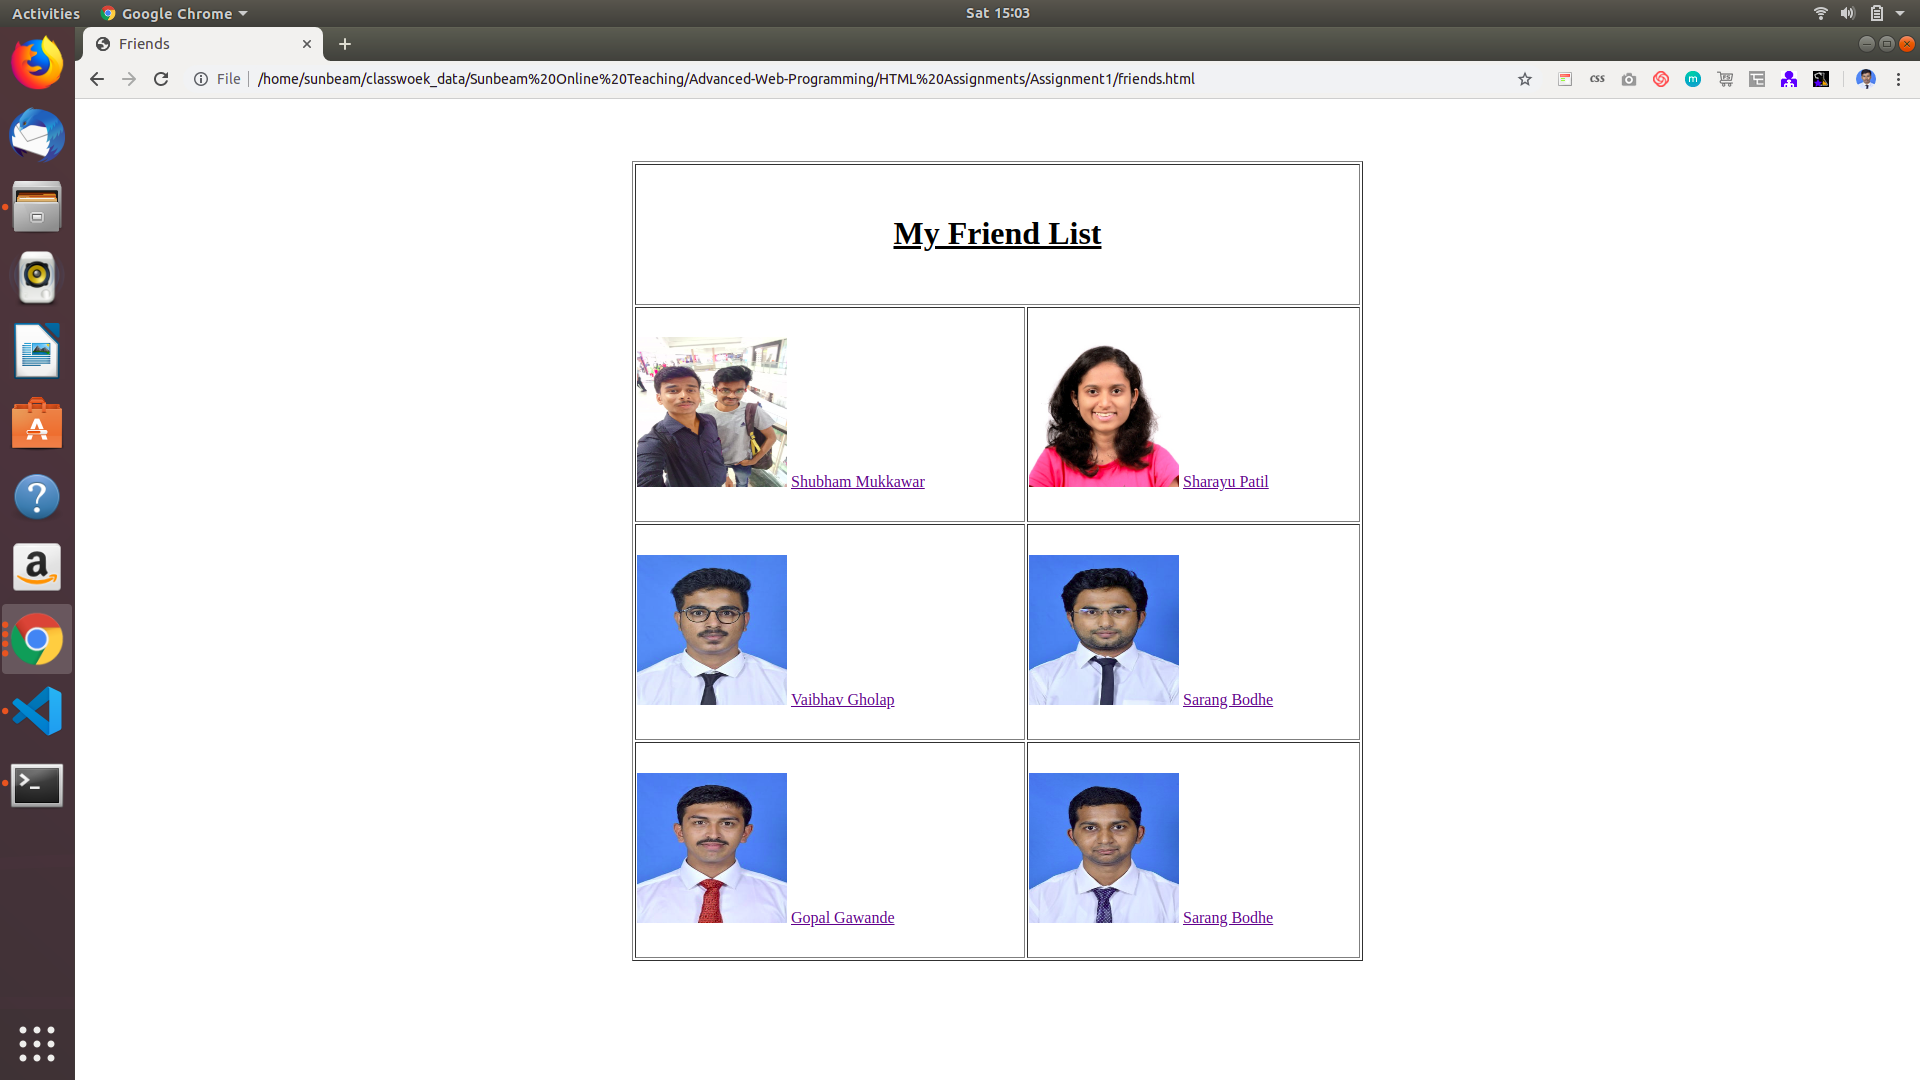 Activities Google Chrome Sat 15:03
Friends
File /home/sunbeam/classwoek_data/Sunbeam%20Online%20Teaching/Advanced-Web-Programming/HTML%20Assignments/Assignment1/friends.html
CSS
m
My Friend List
Shubham Mukkawar Sharayu Patil
Vaibhav Gholap Sarang Bodhe
Gopal Gawande Sarang Bodhe